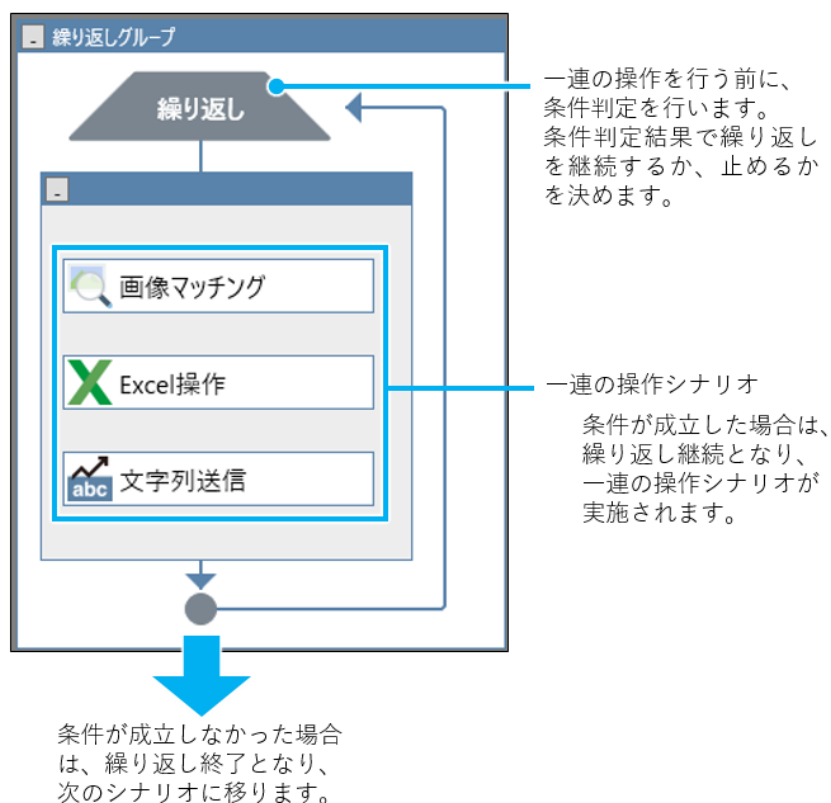 繰り返しグループ
繰り返し
一連の操作を行う前に、
条件判定を行います。
条件判定結果で繰り返し
を継続するか、止めるか
を決めます。
画像マッチング
Excel操作
abc 文字列送信
一連の操作シナリオ
条件が成立した場合は、
繰り返し継続となり、
一連の操作シナリオが
実施されます。
条件が成立しなかった場合
は、繰り返し終了となり、
次のシナリオに移ります。